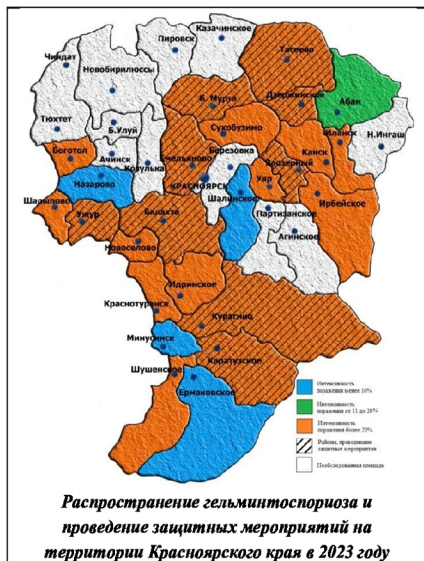 Казачинское
Пировск
Тасеево
Чиндат
Новобирилюссы
Дзержинское
Абан
Б. Мурта
Тюхтет
Б.Улуй
Сухобузимо
Иланск
Н.Ингаш
Боготол
Ачинск
Емельяново
Березовка
Канск
Козулька
Заозерный
Назарово
КРАСНОЯРСК
Уяр
Шалинское
Ирбейское
Шарыпово
Ужур
Балахта
Партизанское
Агинское
Новоселово
Идринское
Краснотуранск
Курагино
Минусинск
Каратузское
Шушенское
Ермаковское
Интенсивность
поражения менее 10%
Интенсивность
поражения от 11 до 20%
Интенсивность
поражения более 20%
Районы, проводившие
защитные мероприятия
Необследованная площадь
Распространение гельминтоспориоза и
проведение защитных мероприятий на
территории Красноярского края в 2023 году